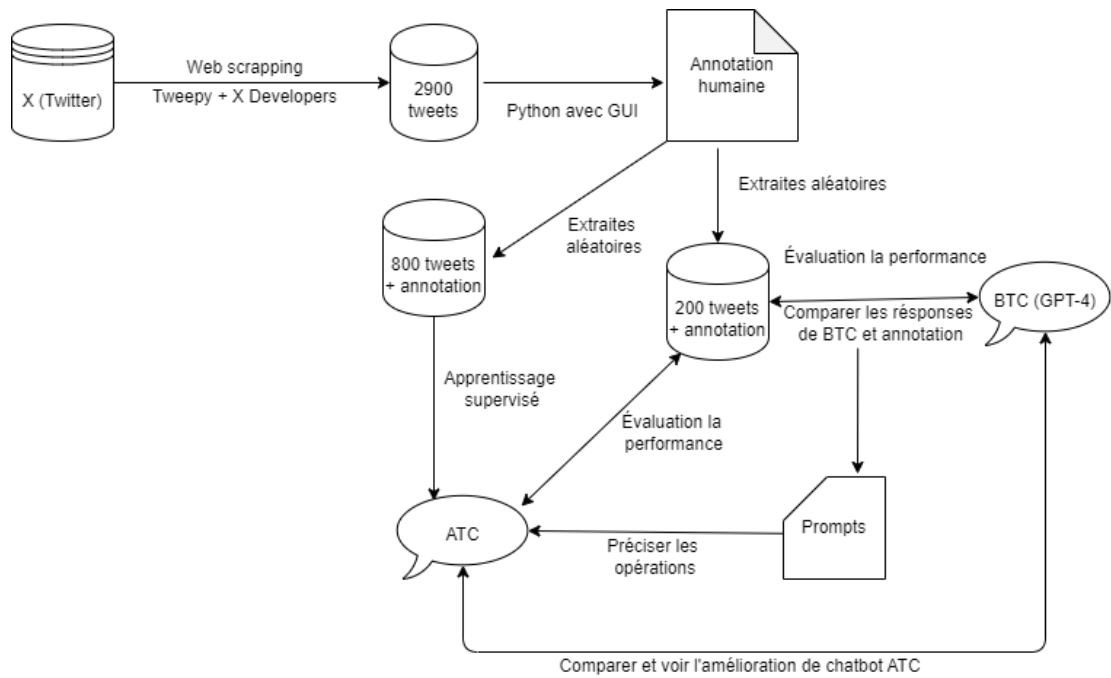 Web scrapping
Tweepy + X Developers
X (Twitter)
2900
tweets
Python avec GUI
Annotation
humaine
Extraites aléatoires
Extraites
aléatoires
800 tweets
+ annotation
200 tweets
+ annotation
Évaluation la performance
Comparer les résponses
de BTC et annotation
BTC (GPT-4)
Apprentissage
supervisé
Évaluation la
performance
ATC
Préciser les
opérations
Prompts
Comparer et voir l'amélioration de chatbot ATC